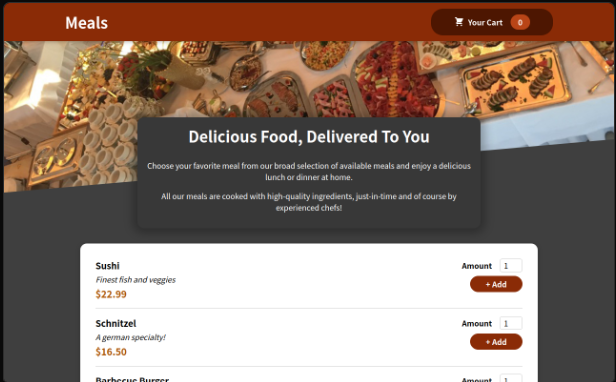 Meals
Your Cart 0
Delicious Food, Delivered To You
Choose your favorite meal from our broad selection of available meals and enjoy a delicious
lunch or dinner at home.
All our meals are cooked with high-quality ingredients, just-in-time and of course by
experienced chefs!
Sushi
Amount 1
Finest fish and veggies
+ Add
$22.99
Schnitzel
Amount 1
A german specialty!
+ Add
$16.50
Barbecue Burger
Amount 1